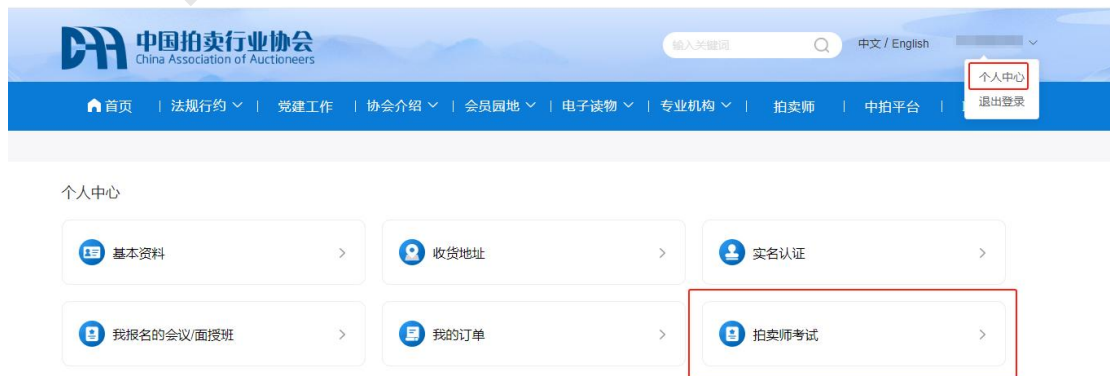 中国拍卖行业协会
China Association of Auctioneers
输入关键词
中文 / English
个人中心
退出登录
首页 | 法规行约 | 党建工作 | 协会介绍 | 会员园地 | 电子读物 | 专业机构 | 拍卖师 | 中拍平台 |
个人中心
基本资料
收货地址
实名认证
我报名的会议/面授班
我的订单
拍卖师考试